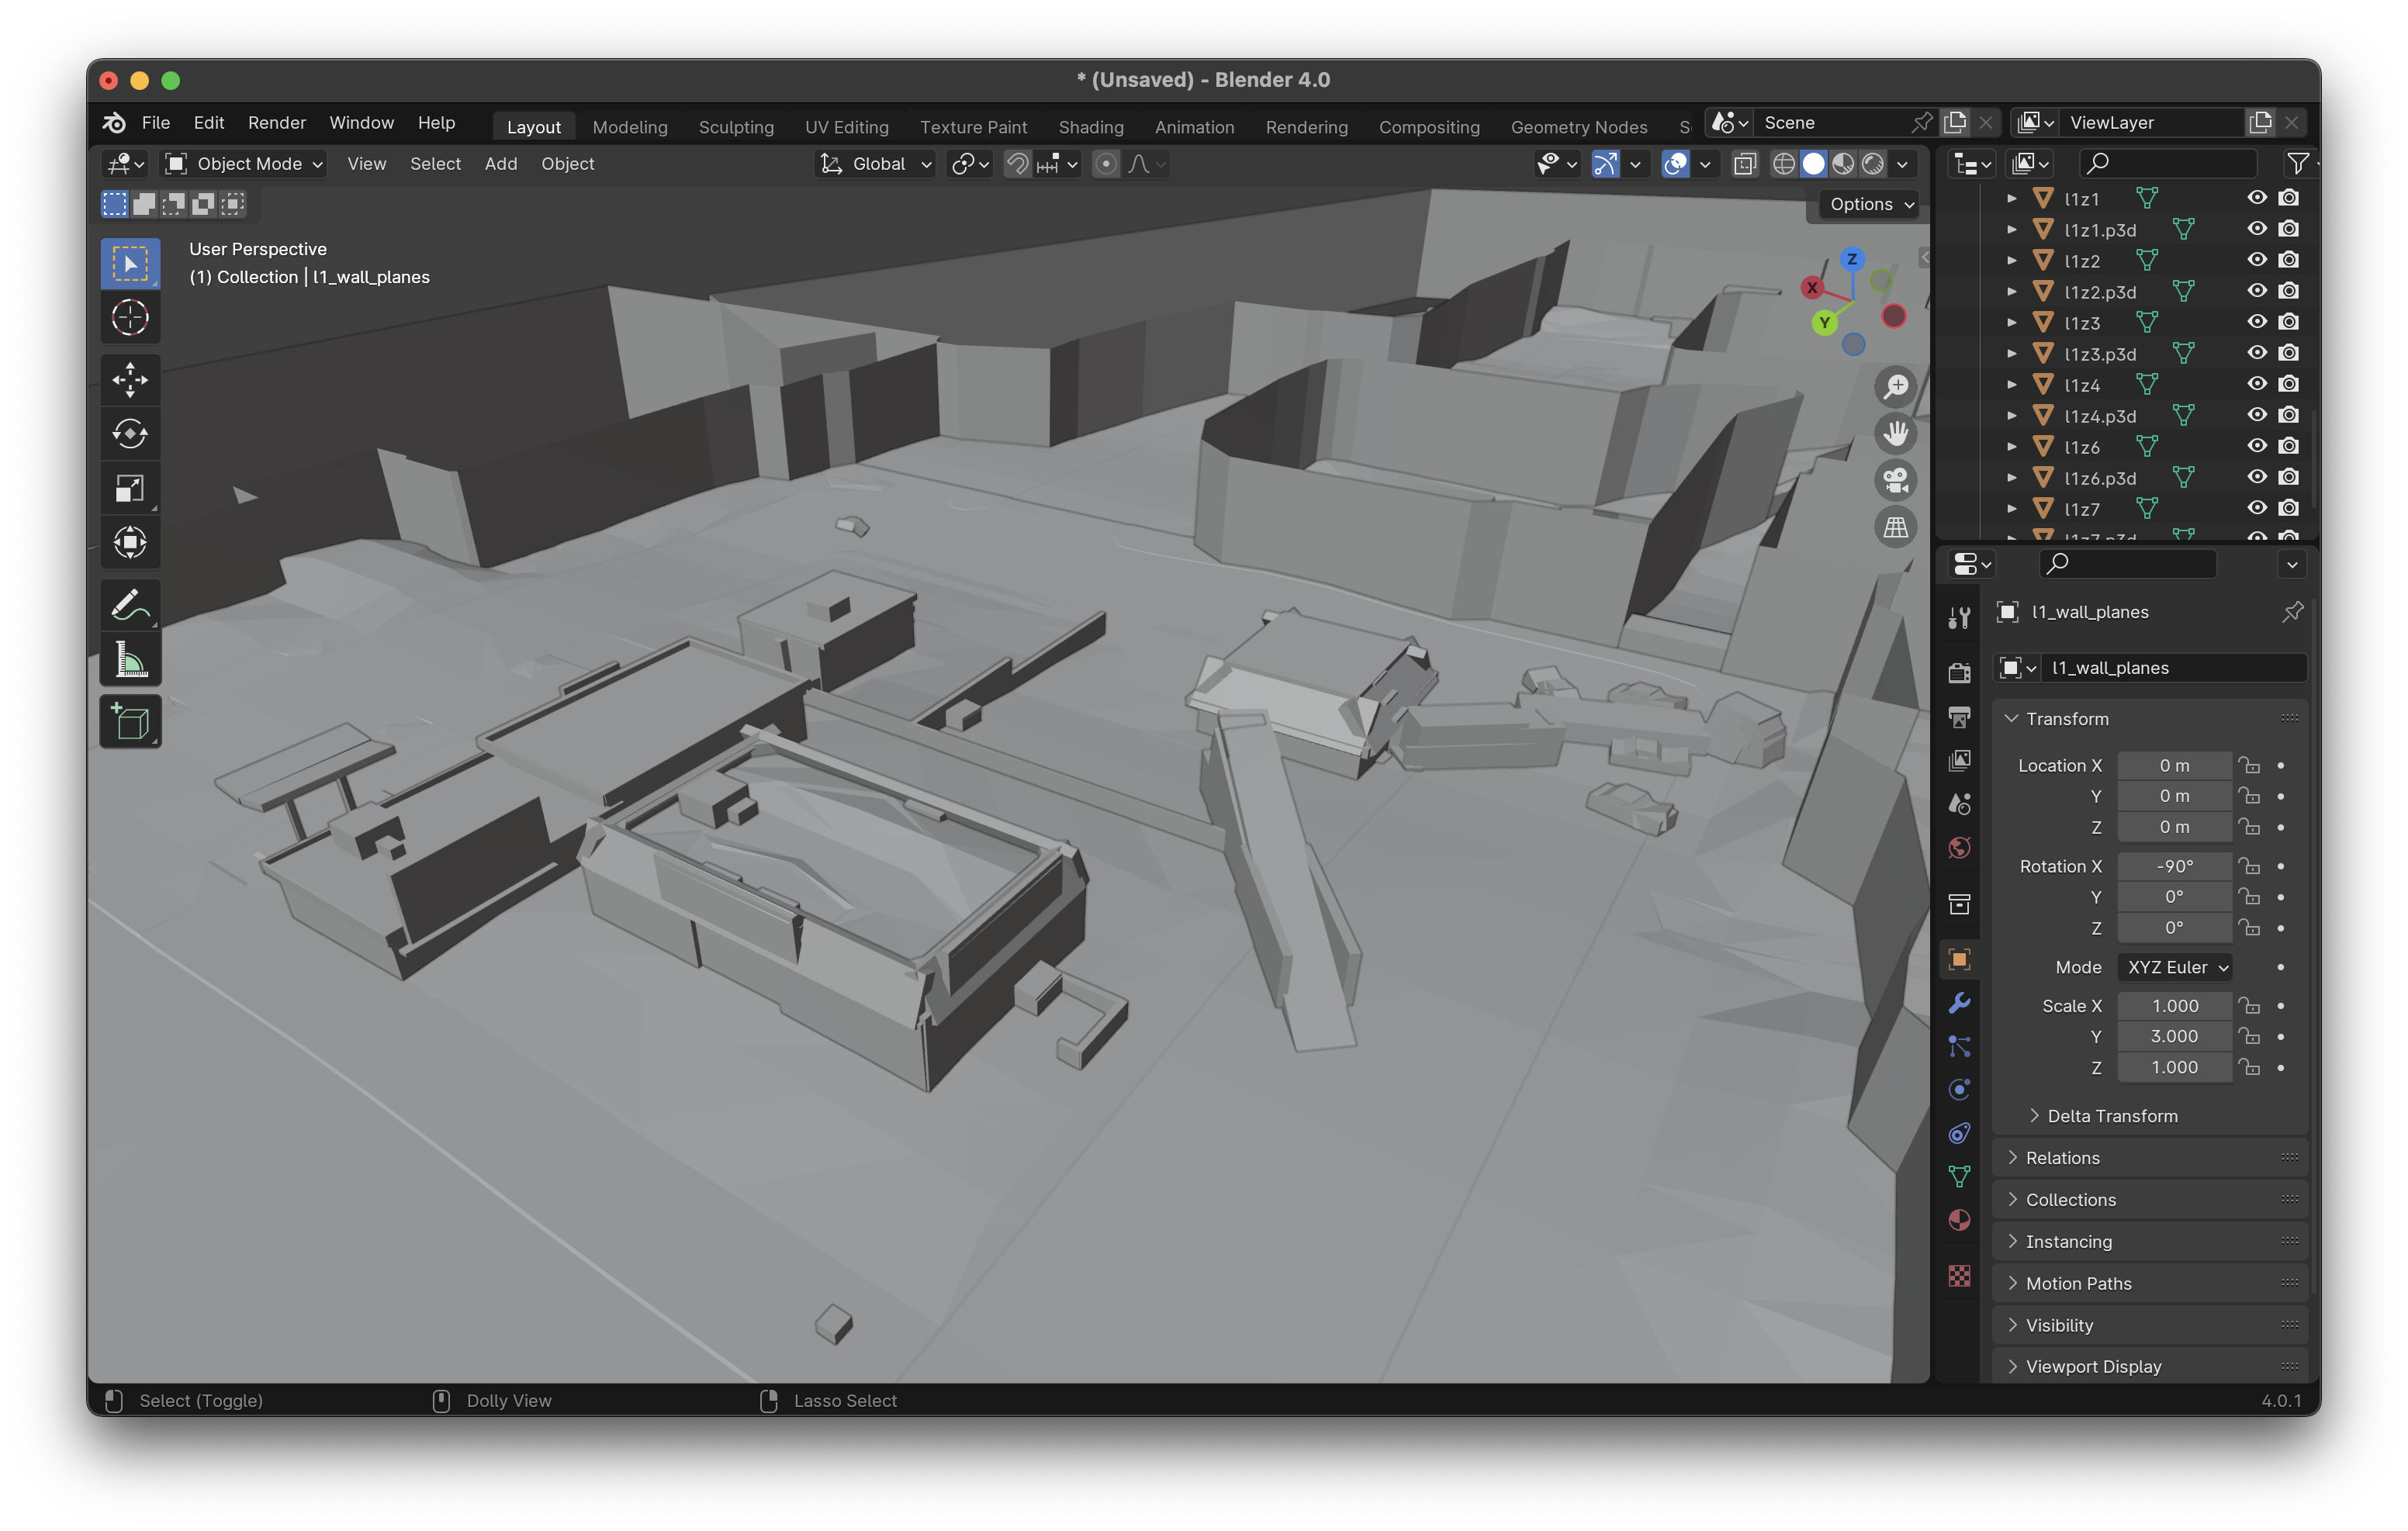 * (Unsaved) - Blender 4.0
File Edit Render Window Help
Layout Modeling Sculpting UV Editing Texture Paint Shading Animation Rendering Compositing Geometry Nodes
Scene
ViewLayer
Object Mode View Select Add Object
Global
Options
User Perspective
(1) Collection | l1_wall_planes
Z
X
Y
l1z1
l1z1.p3d
l1z2
l1z2.p3d
l1z3
l1z3.p3d
l1z4
l1z4.p3d
l1z6
l1z6.p3d
l1z7
l1_wall_planes
l1_wall_planes
Transform
Location X 0 m
Y 0 m
Z 0 m
Rotation X -90°
Y 0°
Z 0°
Mode XYZ Euler
Scale X 1.000
Y 3.000
Z 1.000
Delta Transform
Relations
Collections
Instancing
Motion Paths
Visibility
Viewport Display
Select (Toggle) Dolly View Lasso Select
4.0.1